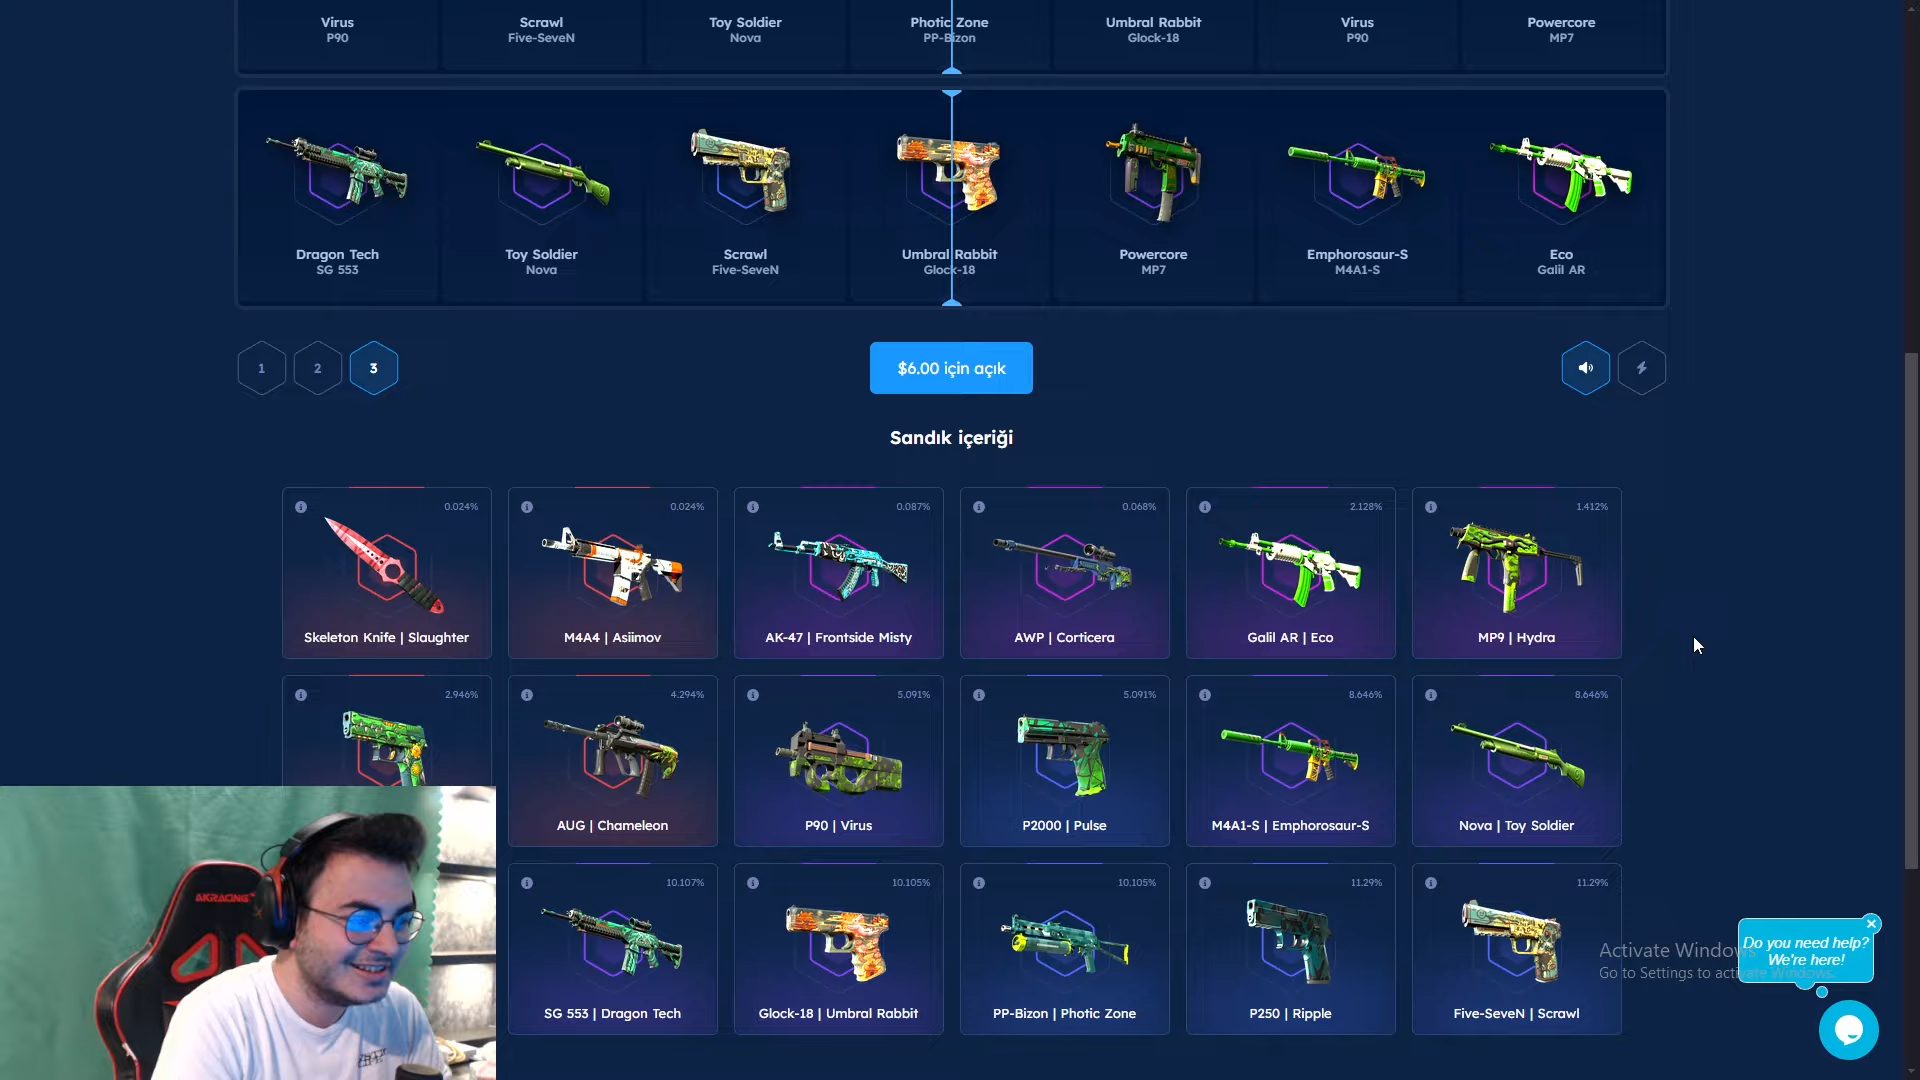 Virus
P90
Scrawl
Five-SeveN
Toy Soldier
Nova
Photic Zone
PP-Bizon
Umbral Rabbit
Glock-18
Virus
P90
Powercore
MP7
Dragon Tech
SG 553
Toy Soldier
Nova
Scrawl
Five-SeveN
Umbral Rabbit
Glock-18
Powercore
MP7
Emphorosaur-S
M4A1-S
Eco
Galil AR
1
2
3
$6.00 için açık
Sandık içeriği
0.024%
Skeleton Knife | Slaughter
0.024%
M4A4 | Asiimov
0.087%
AK-47 | Frontside Misty
0.068%
AWP | Corticera
2.128%
Galil AR | Eco
1.412%
MP9 | Hydra
2.946%
4.294%
AUG | Chameleon
5.091%
P90 | Virus
5.091%
P2000 | Pulse
8.646%
M4A1-S | Emphorosaur-S
8.646%
Nova | Toy Soldier
10.107%
SG 553 | Dragon Tech
10.105%
Glock-18 | Umbral Rabbit
10.105%
PP-Bizon | Photic Zone
11.29%
P250 | Ripple
11.29%
Five-SeveN | Scrawl
AKRACING
Activate Windows
Go to Settings to activate Windows.
Do you need help?
We're here!